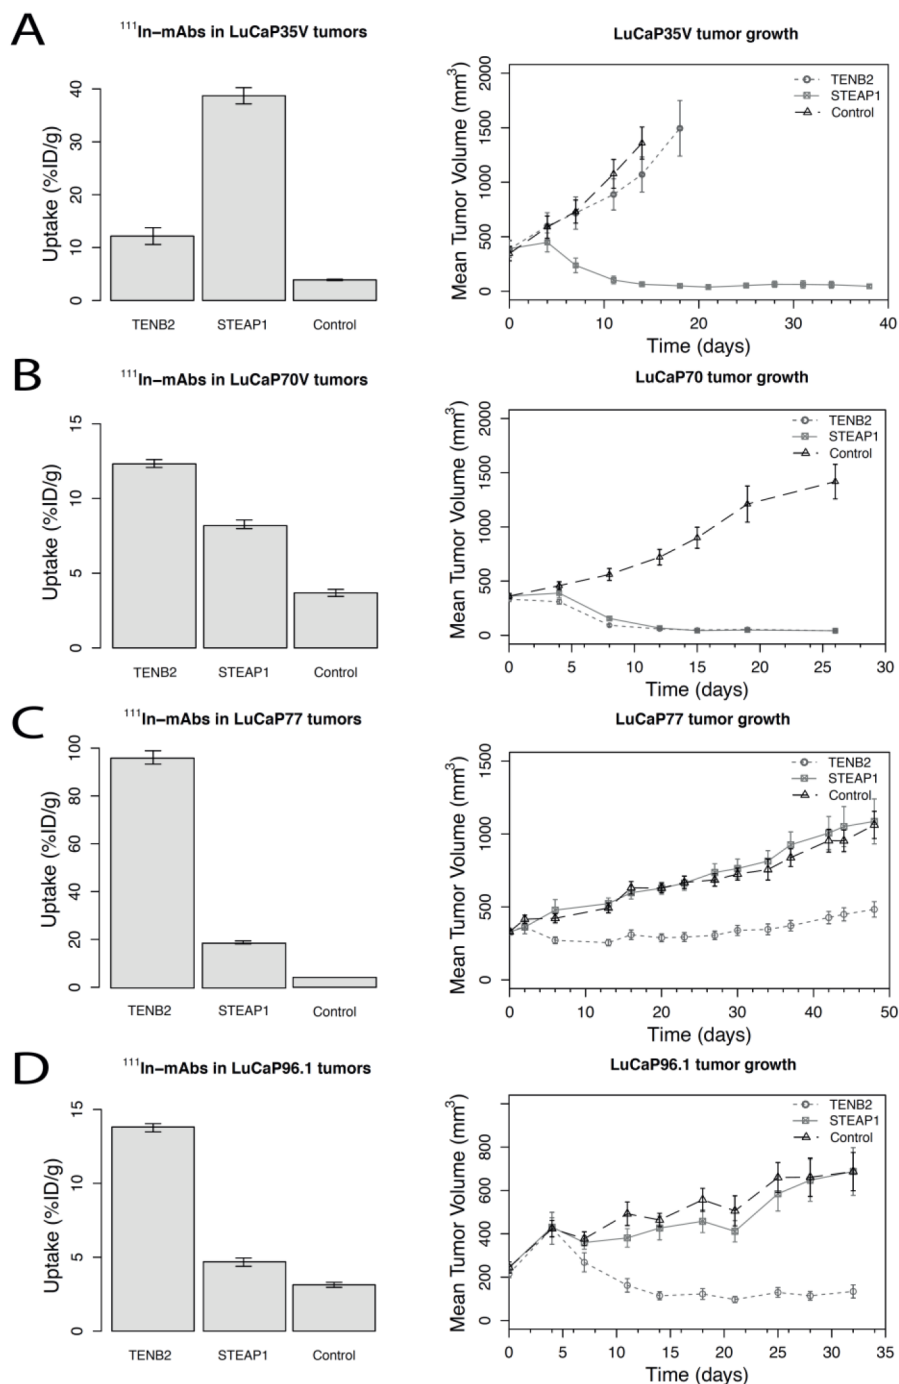 A
¹¹¹In–mAbs in LuCaP35V tumors
Uptake (%ID/g)
40
30
20
10
0
TENB2 STEAP1 Control
LuCaP35V tumor growth
Mean Tumor Volume (mm³)
2000
1500
1000
500
0
TENB2
STEAP1
Control
0 10 20 30 40
Time (days)
B
¹¹¹In–mAbs in LuCaP70V tumors
Uptake (%ID/g)
15
10
5
0
TENB2 STEAP1 Control
LuCaP70 tumor growth
Mean Tumor Volume (mm³)
2000
1500
1000
500
0
TENB2
STEAP1
Control
0 5 10 15 20 25 30
Time (days)
C
¹¹¹In–mAbs in LuCaP77 tumors
Uptake (%ID/g)
100
80
60
40
20
0
TENB2 STEAP1 Control
LuCaP77 tumor growth
Mean Tumor Volume (mm³)
1500
1000
500
0
TENB2
STEAP1
Control
0 10 20 30 40 50
Time (days)
D
¹¹¹In–mAbs in LuCaP96.1 tumors
Uptake (%ID/g)
15
10
5
0
TENB2 STEAP1 Control
LuCaP96.1 tumor growth
Mean Tumor Volume (mm³)
800
600
400
200
0
TENB2
STEAP1
Control
0 5 10 15 20 25 30 35
Time (days)